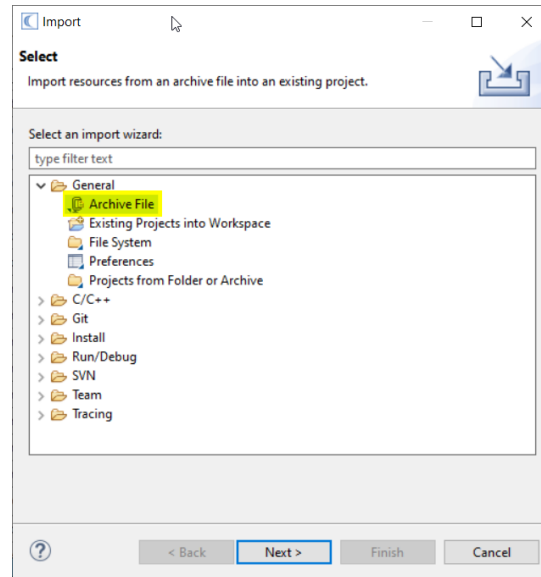 Import
Select
Import resources from an archive file into an existing project.
Select an import wizard:
type filter text
General
Archive File
Existing Projects into Workspace
File System
Preferences
Projects from Folder or Archive
C/C++
Git
Install
Run/Debug
SVN
Team
Tracing
? < Back Next > Finish Cancel